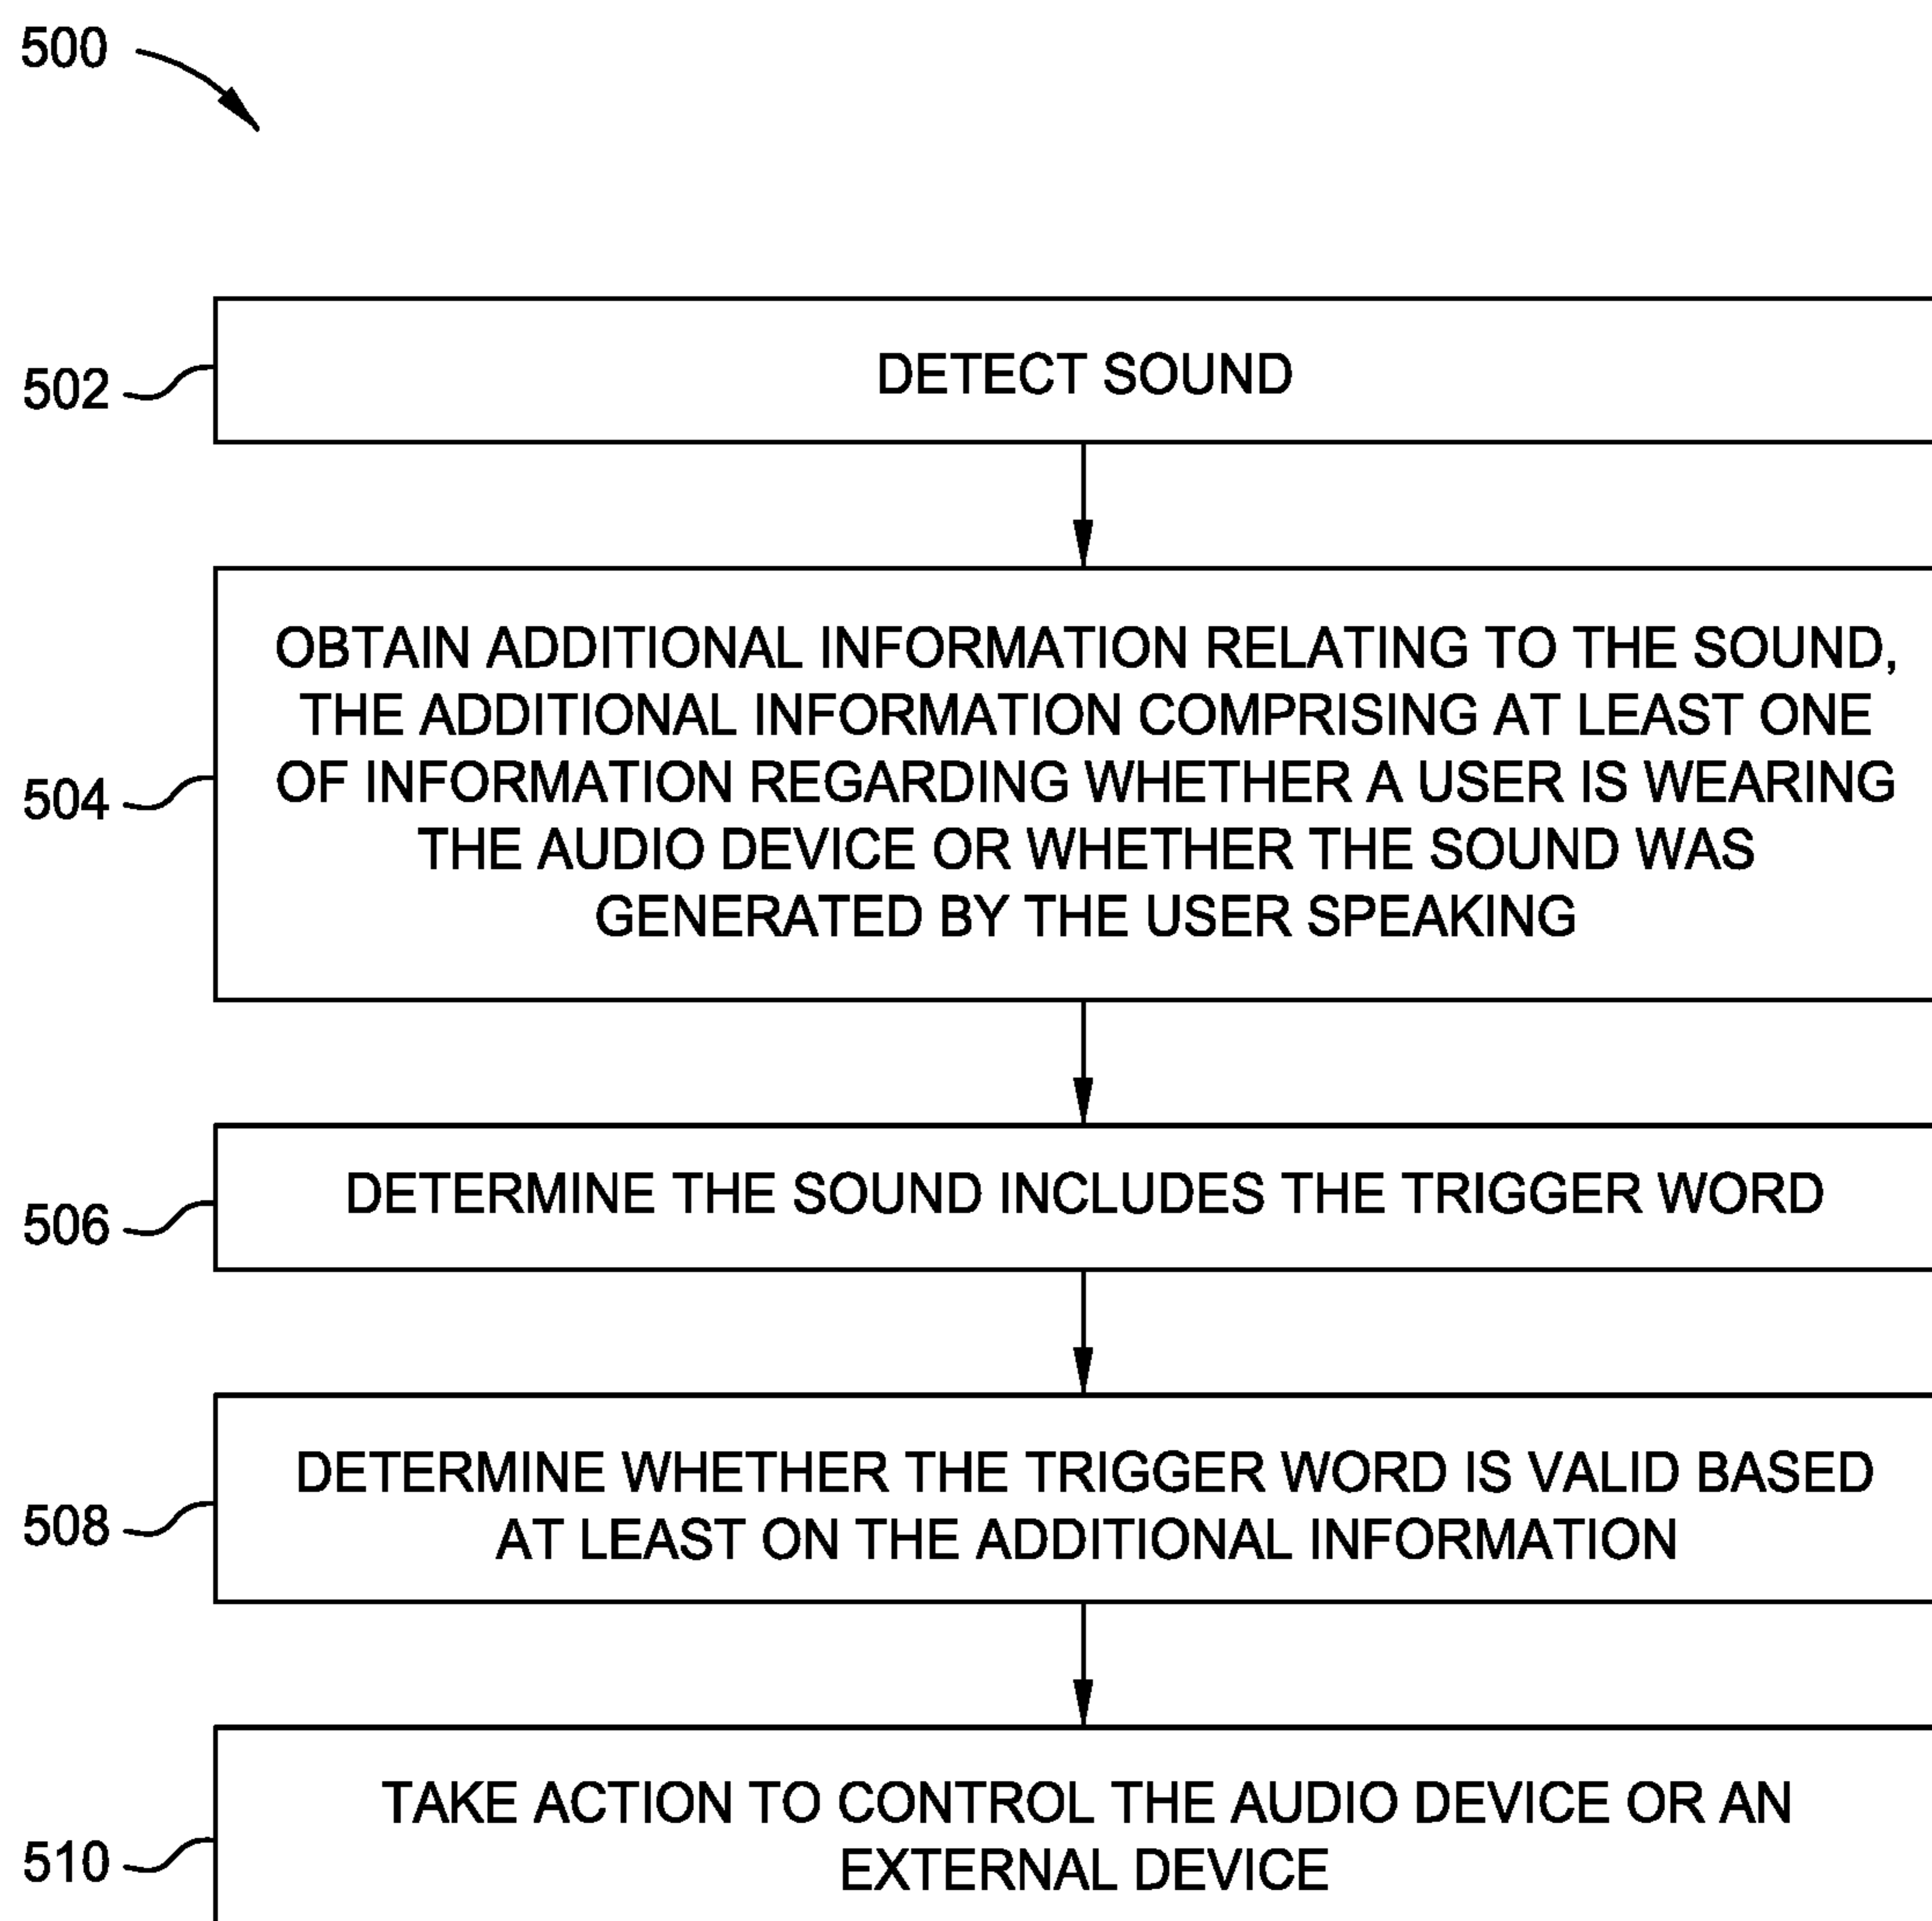 500
DETECT SOUND
502
OBTAIN ADDITIONAL INFORMATION RELATING TO THE SOUND,
THE ADDITIONAL INFORMATION COMPRISING AT LEAST ONE
OF INFORMATION REGARDING WHETHER A USER IS WEARING
504
THE AUDIO DEVICE OR WHETHER THE SOUND WAS
GENERATED BY THE USER SPEAKING
DETERMINE THE SOUND INCLUDES THE TRIGGER WORD
506
DETERMINE WHETHER THE TRIGGER WORD IS VALID BASED
508
AT LEAST ON THE ADDITIONAL INFORMATION
TAKE ACTION TO CONTROL THE AUDIO DEVICE OR AN
510
EXTERNAL DEVICE